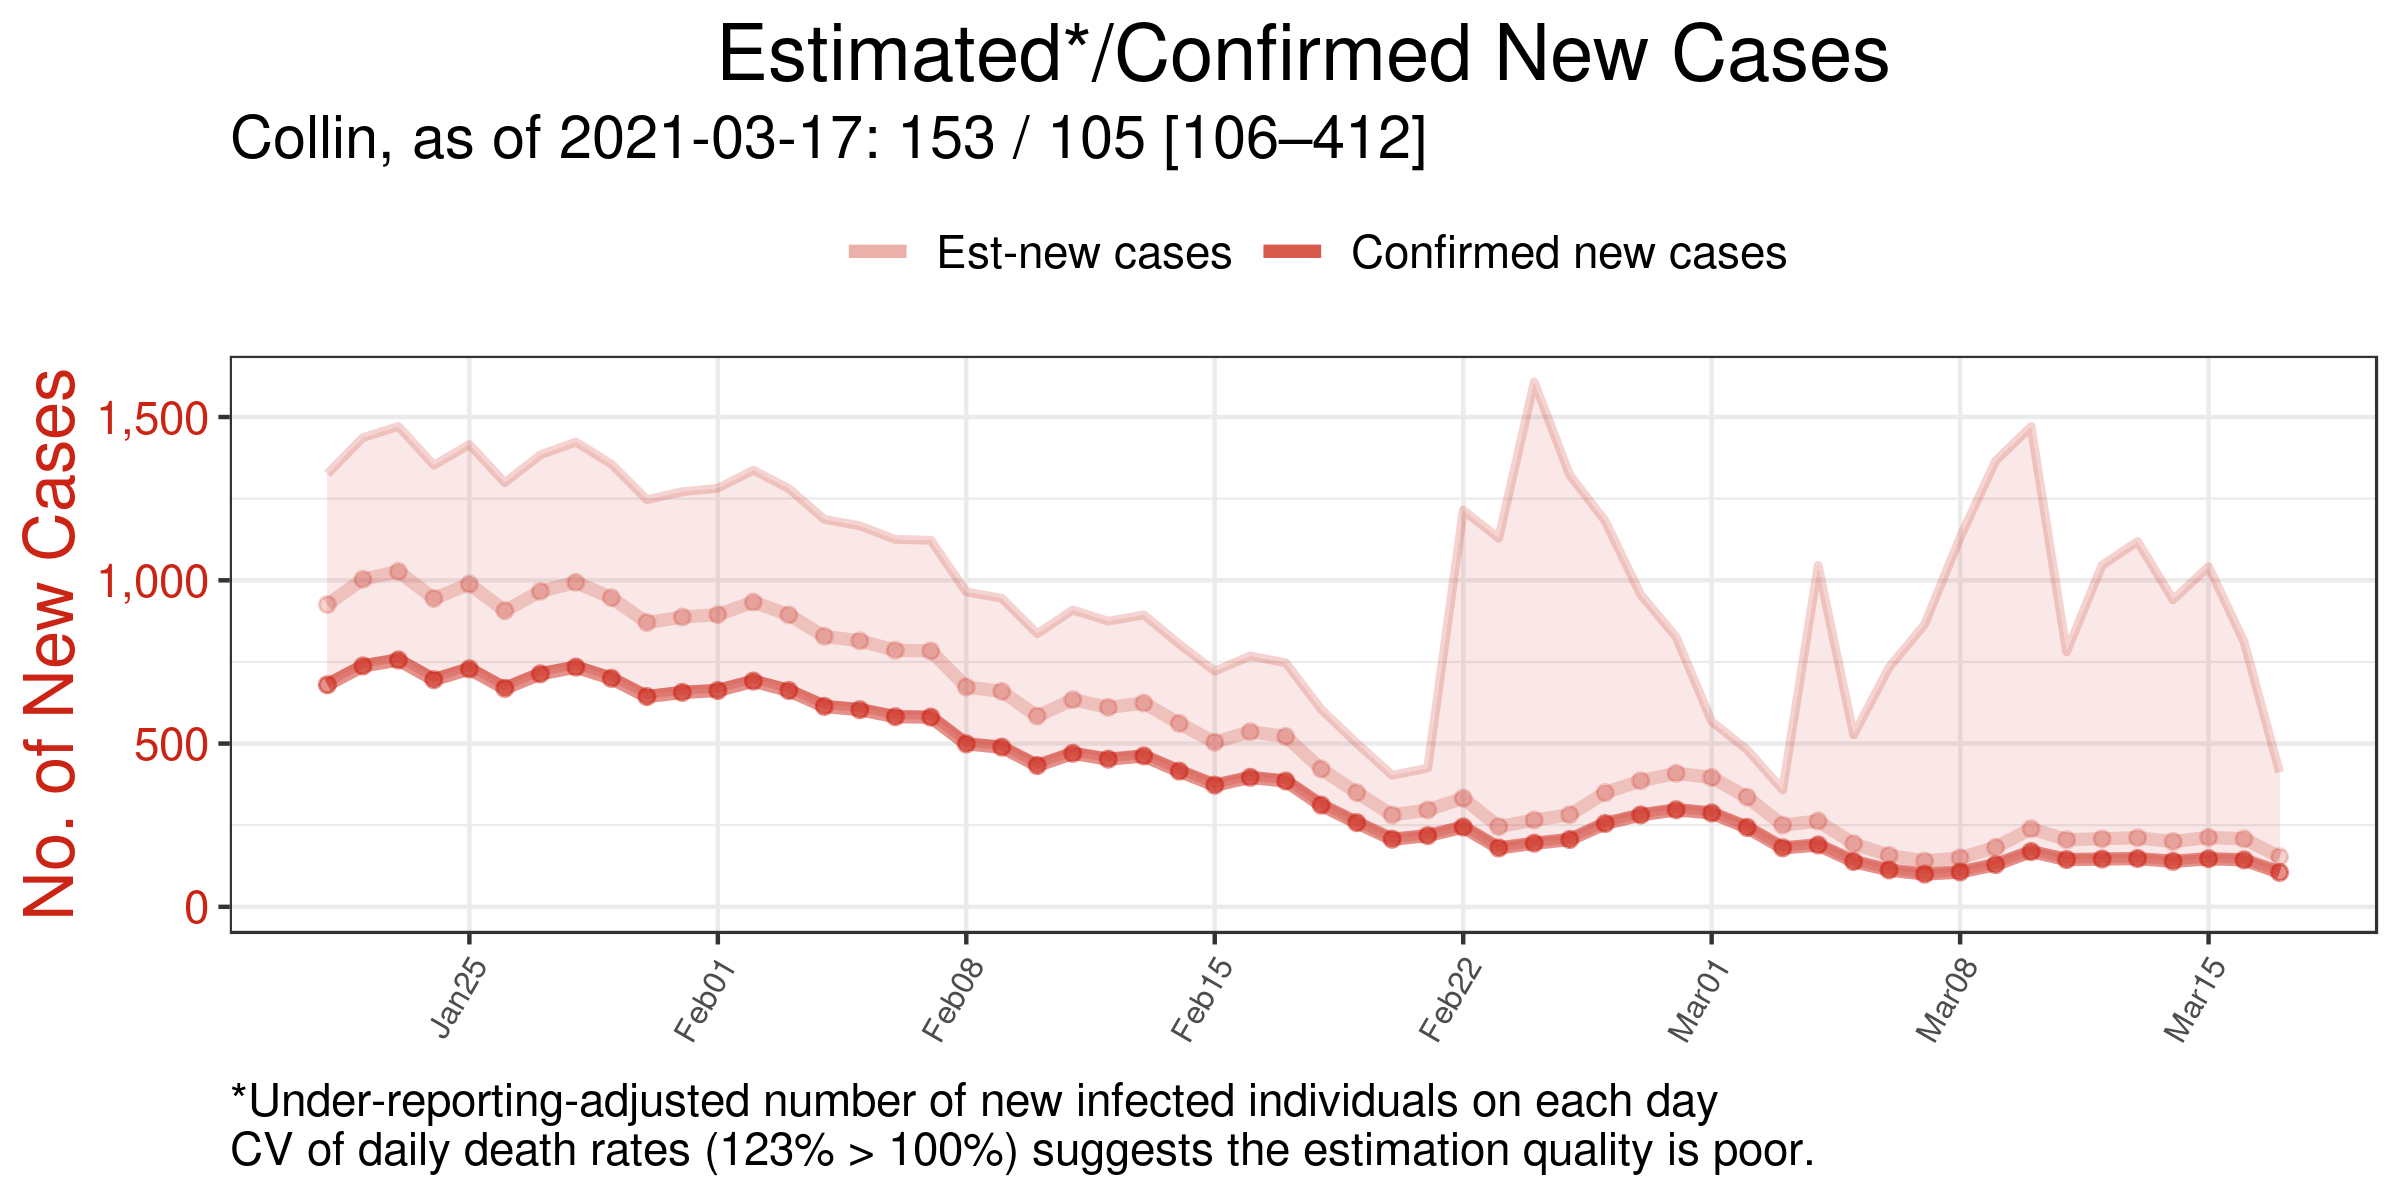 Estimated*/Confirmed New Cases
Collin, as of 2021-03-17: 153 / 105 [106–412]
Est-new cases
Confirmed new cases
No. of New Cases
1,500
1,000
500
0
Jan25
Feb01
Feb08
Feb15
Feb22
Mar01
Mar08
Mar15
*Under-reporting-adjusted number of new infected individuals on each day
CV of daily death rates (123% > 100%) suggests the estimation quality is poor.